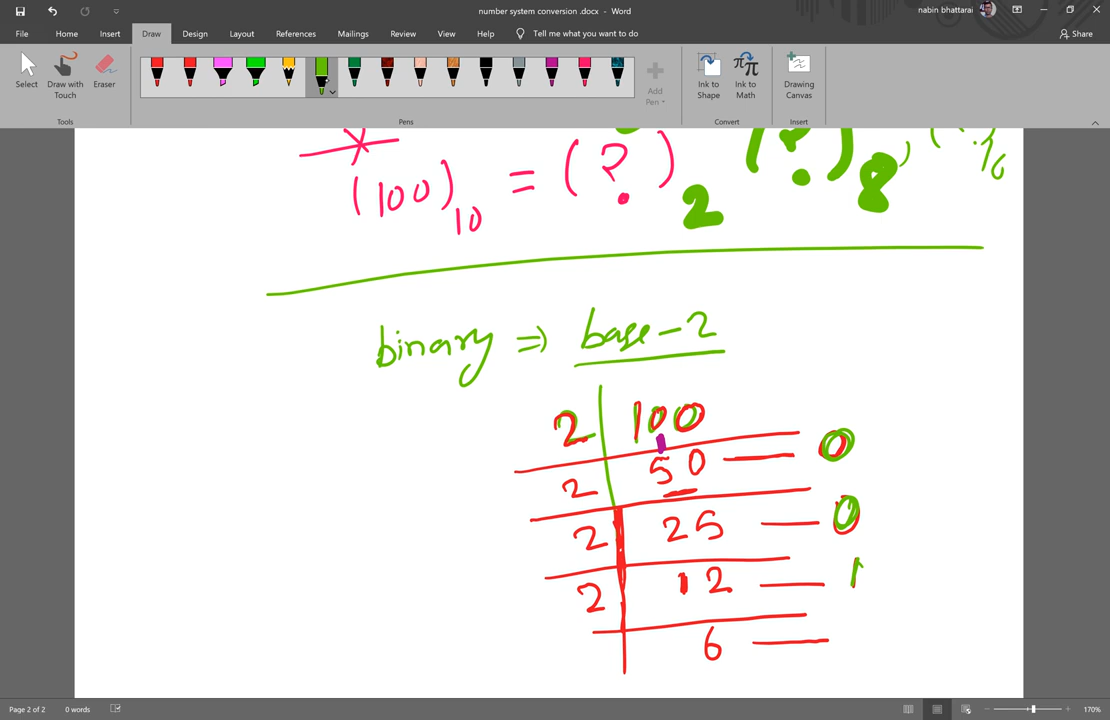 number system conversion .docx - Word
nabin bhattarai
File Home Insert Draw Design Layout References Mailings Review View Help Tell me what you want to do Share
Select Draw with Touch Eraser Add Pen Ink to Shape Ink to Math Drawing Canvas
Tools Pens Convert Insert
(100)10 = (?)2 (?)8,
binary ⇒ base-2
2 100
2 50 — 0
2 25 — 0
2 12 — 1
6 —
Page 2 of 2 0 words 170%